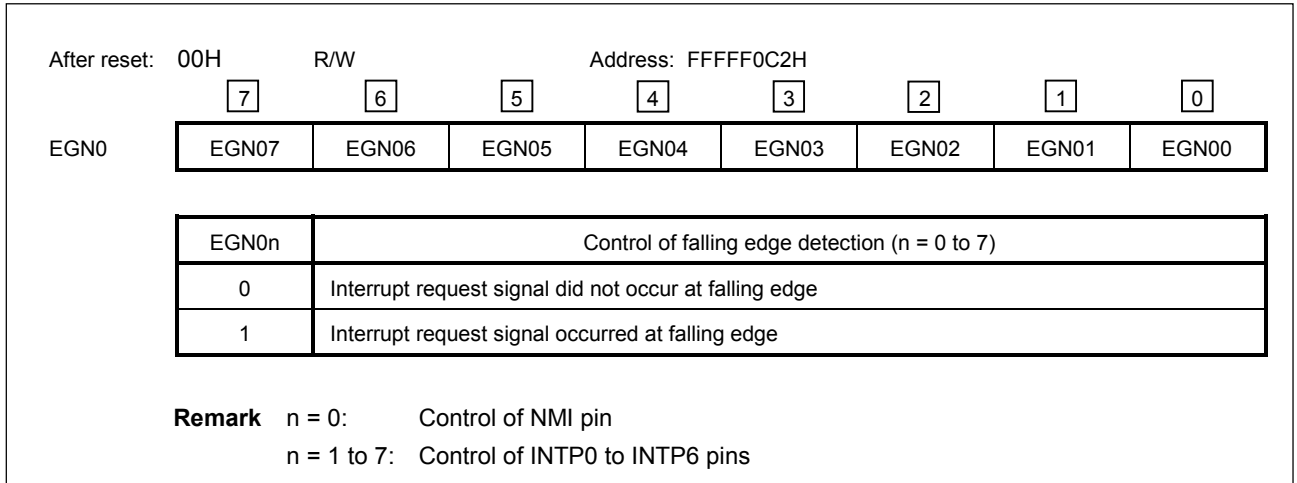 After reset: 00H R/W Address: FFFFF0C2H
7 6 5 4 3 2 1 0
EGN0 EGN07 EGN06 EGN05 EGN04 EGN03 EGN02 EGN01 EGN00
EGN0n Control of falling edge detection (n = 0 to 7)
0 Interrupt request signal did not occur at falling edge
1 Interrupt request signal occurred at falling edge
Remark n = 0: Control of NMI pin
n = 1 to 7: Control of INTP0 to INTP6 pins